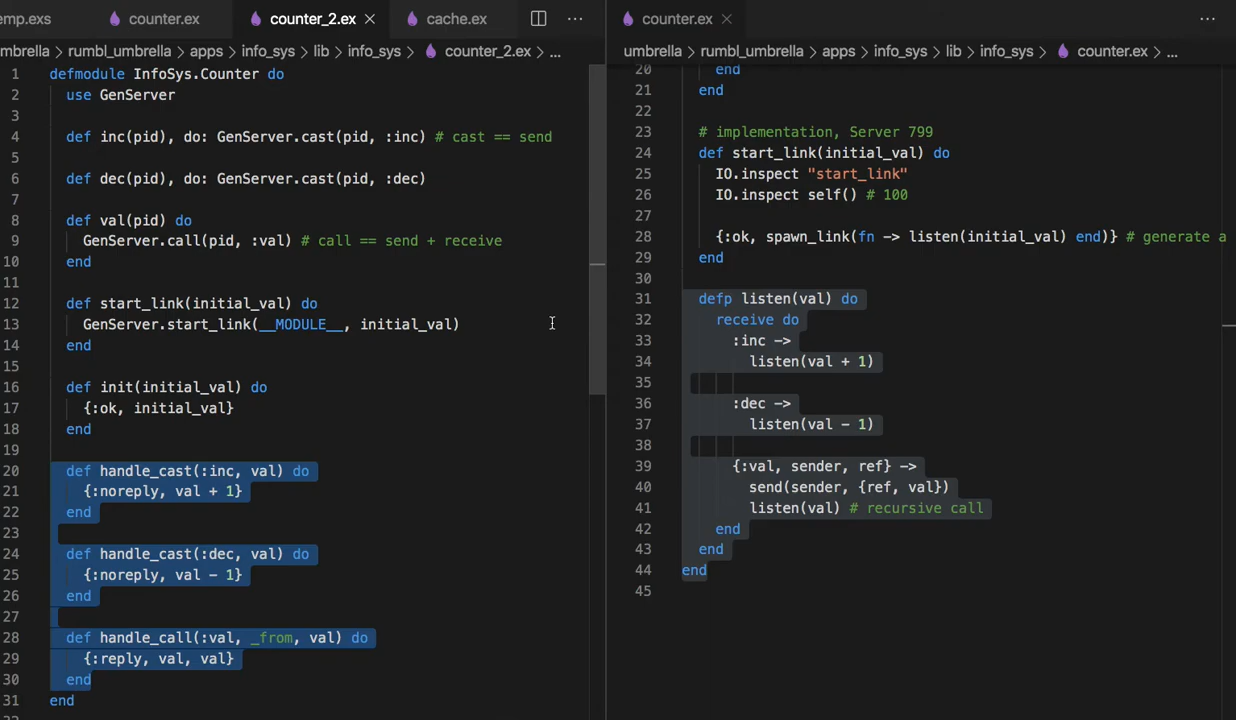 emp.exs counter.ex counter_2.ex cache.ex
mbrella > rumbl_umbrella > apps > info_sys > lib > info_sys > counter_2.ex > ...
1 defmodule InfoSys.Counter do
2 use GenServer
3
4 def inc(pid), do: GenServer.cast(pid, :inc) # cast == send
5
6 def dec(pid), do: GenServer.cast(pid, :dec)
7
8 def val(pid) do
9 GenServer.call(pid, :val) # call == send + receive
10 end
11
12 def start_link(initial_val) do
13 GenServer.start_link(__MODULE__, initial_val)
14 end
15
16 def init(initial_val) do
17 {:ok, initial_val}
18 end
19
20 def handle_cast(:inc, val) do
21 {:noreply, val + 1}
22 end
23
24 def handle_cast(:dec, val) do
25 {:noreply, val - 1}
26 end
27
28 def handle_call(:val, _from, val) do
29 {:reply, val, val}
30 end
31 end
counter.ex
umbrella > rumbl_umbrella > apps > info_sys > lib > info_sys > counter.ex > ...
20 end
21 end
22
23 # implementation, Server 799
24 def start_link(initial_val) do
25 IO.inspect "start_link"
26 IO.inspect self() # 100
27
28 {:ok, spawn_link(fn -> listen(initial_val) end)} # generate a
29 end
30
31 defp listen(val) do
32 receive do
33 :inc ->
34 listen(val + 1)
35
36 :dec ->
37 listen(val - 1)
38
39 {:val, sender, ref} ->
40 send(sender, {ref, val})
41 listen(val) # recursive call
42 end
43 end
44 end
45